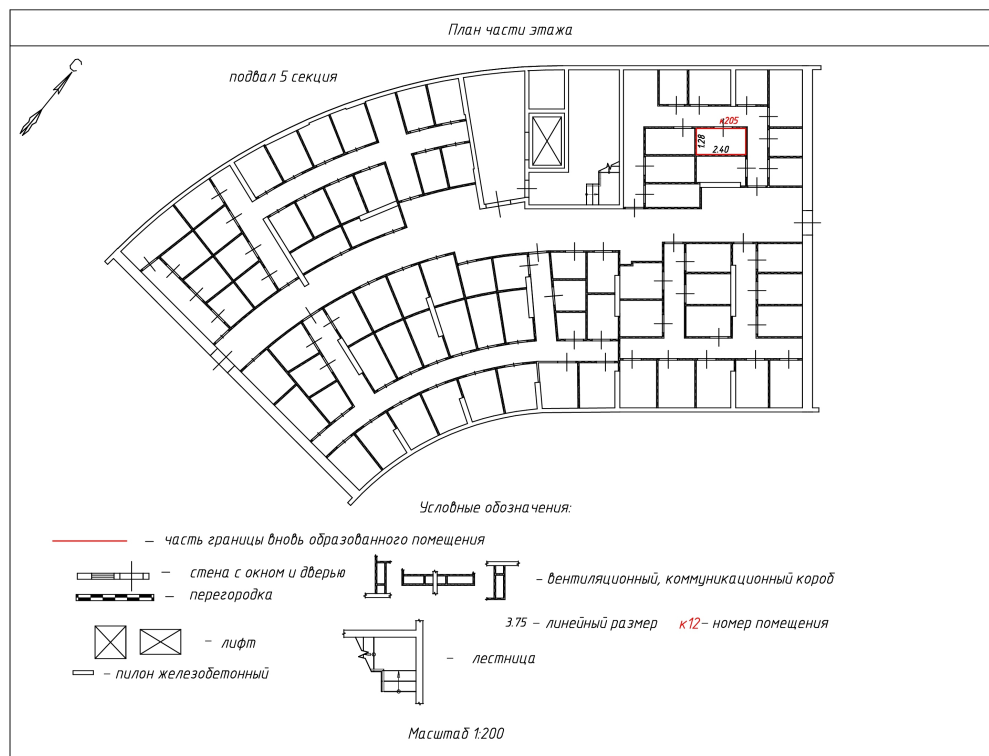 План части этажа
С
подвал 5 секция
к205
1.28
2.40
Условные обозначения:
— часть границы вновь образованного помещения
— стена с окном и дверью
— вентиляционный, коммуникационный короб
— перегородка
3.75 — линейный размер к12 — номер помещения
— лифт
— лестница
— пилон железобетонный
Масштаб 1:200